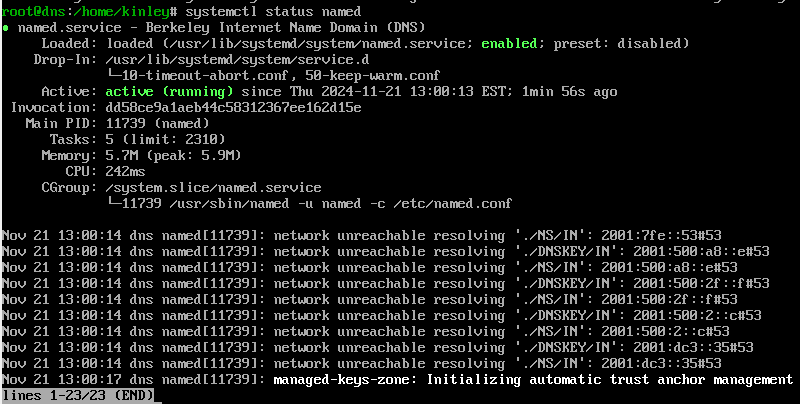 root@dns:/home/kinley# systemctl status named
● named.service - Berkeley Internet Name Domain (DNS)
Loaded: loaded (/usr/lib/systemd/system/named.service; enabled; preset: disabled)
Drop-In: /usr/lib/systemd/system/service.d
└─10-timeout-abort.conf, 50-keep-warm.conf
Active: active (running) since Thu 2024-11-21 13:00:13 EST; 1min 56s ago
Invocation: dd58ce9a1aeb44c58312367ee162d15e
Main PID: 11739 (named)
Tasks: 5 (limit: 2310)
Memory: 5.7M (peak: 5.9M)
CPU: 242ms
CGroup: /system.slice/named.service
└─11739 /usr/sbin/named -u named -c /etc/named.conf
Nov 21 13:00:14 dns named[11739]: network unreachable resolving './NS/IN': 2001:7fe::53#53
Nov 21 13:00:14 dns named[11739]: network unreachable resolving './DNSKEY/IN': 2001:500:a8::e#53
Nov 21 13:00:14 dns named[11739]: network unreachable resolving './NS/IN': 2001:500:a8::e#53
Nov 21 13:00:14 dns named[11739]: network unreachable resolving './DNSKEY/IN': 2001:500:2f::f#53
Nov 21 13:00:14 dns named[11739]: network unreachable resolving './NS/IN': 2001:500:2f::f#53
Nov 21 13:00:14 dns named[11739]: network unreachable resolving './DNSKEY/IN': 2001:500:2::c#53
Nov 21 13:00:14 dns named[11739]: network unreachable resolving './NS/IN': 2001:500:2::c#53
Nov 21 13:00:14 dns named[11739]: network unreachable resolving './DNSKEY/IN': 2001:dc3::35#53
Nov 21 13:00:14 dns named[11739]: network unreachable resolving './NS/IN': 2001:dc3::35#53
Nov 21 13:00:17 dns named[11739]: managed-keys-zone: Initializing automatic trust anchor management
lines 1-23/23 (END)